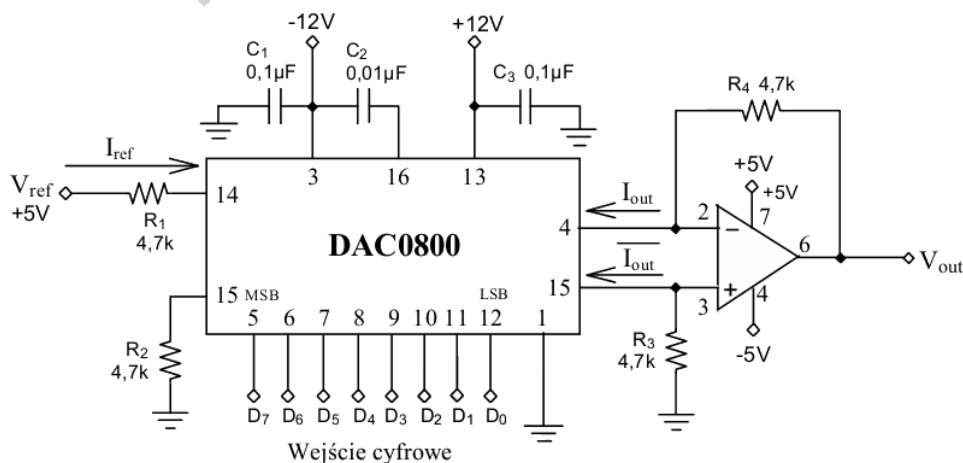 -12V
+12V
C1
0,1µF
C2
0,01µF
C3 0,1µF
R4 4,7k
Iref
Vref
+5V
R1
4,7k
14
3
16
13
DAC0800
4
15
Iout
Iout
2
−
+5V
+5V
7
6
+
3
4
-5V
Vout
15 MSB
LSB
5
6
7
8
9
10
11
12
1
R2
4,7k
R3
4,7k
D7
D6
D5
D4
D3
D2
D1
D0
Wejście cyfrowe